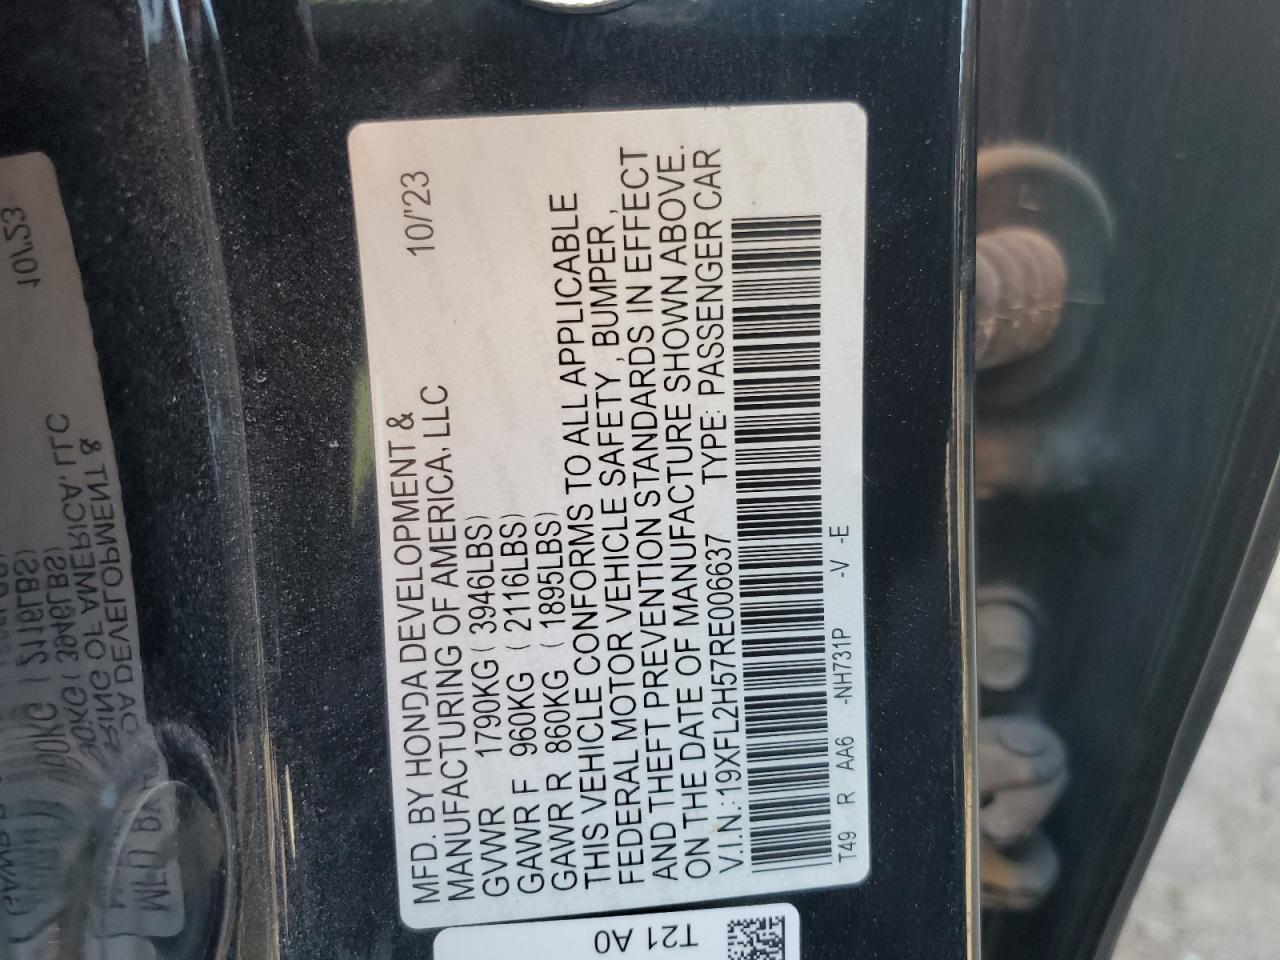 MFD. BY HONDA DEVELOPMENT &
MANUFACTURING OF AMERICA, LLC 10/'23
GVWR 1790KG ( 3946LBS)
GAWR F 960KG ( 2116LBS)
GAWR R 860KG ( 1895LBS)
THIS VEHICLE CONFORMS TO ALL APPLICABLE
FEDERAL MOTOR VEHICLE SAFETY, BUMPER,
AND THEFT PREVENTION STANDARDS IN EFFECT
ON THE DATE OF MANUFACTURE SHOWN ABOVE.
V.I.N.:19XFL2H57RE006637 TYPE: PASSENGER CAR
T49 R AA6 -NH731P -V -E
T21 A0